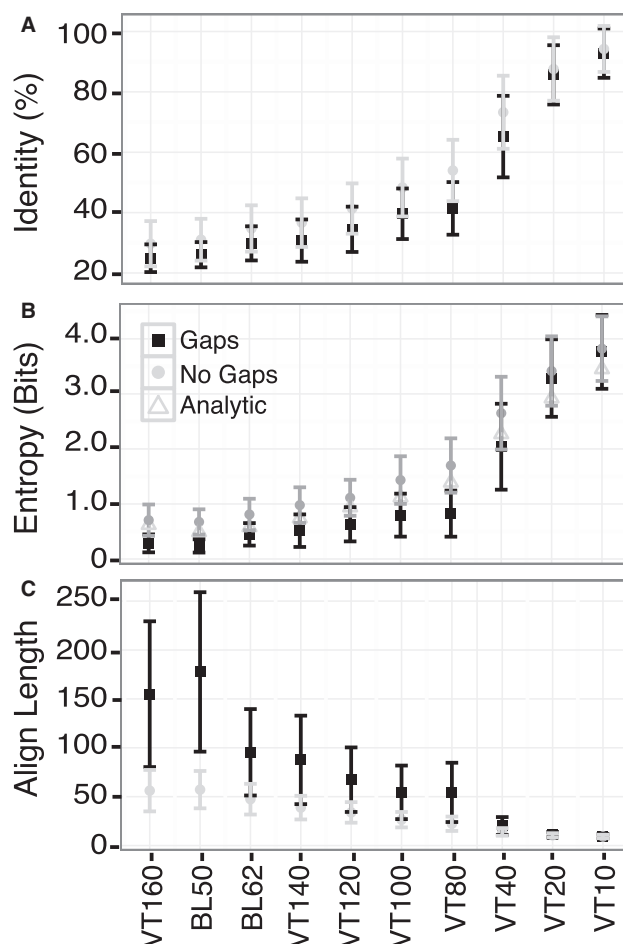 A
Identity (%)
100
80
60
40
20
B
Entropy (Bits)
4.0
3.0
2.0
1.0
0
Gaps
No Gaps
Analytic
C
Align Length
250
200
150
100
50
0
VT160
BL50
BL62
VT140
VT120
VT100
VT80
VT40
VT20
VT10